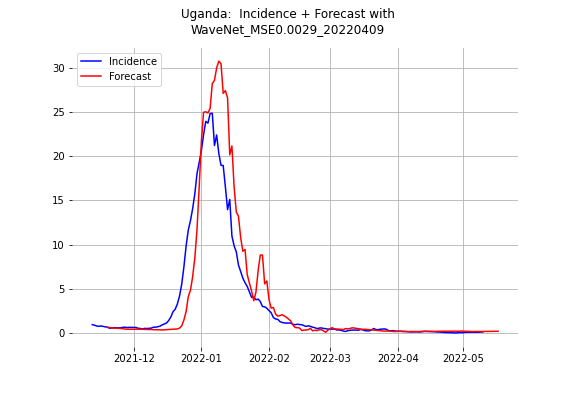 Uganda:  Incidence + Forecast with
WaveNet_MSE0.0029_20220409
Incidence
Forecast
30
25
20
15
10
5
0
2021-12 2022-01 2022-02 2022-03 2022-04 2022-05